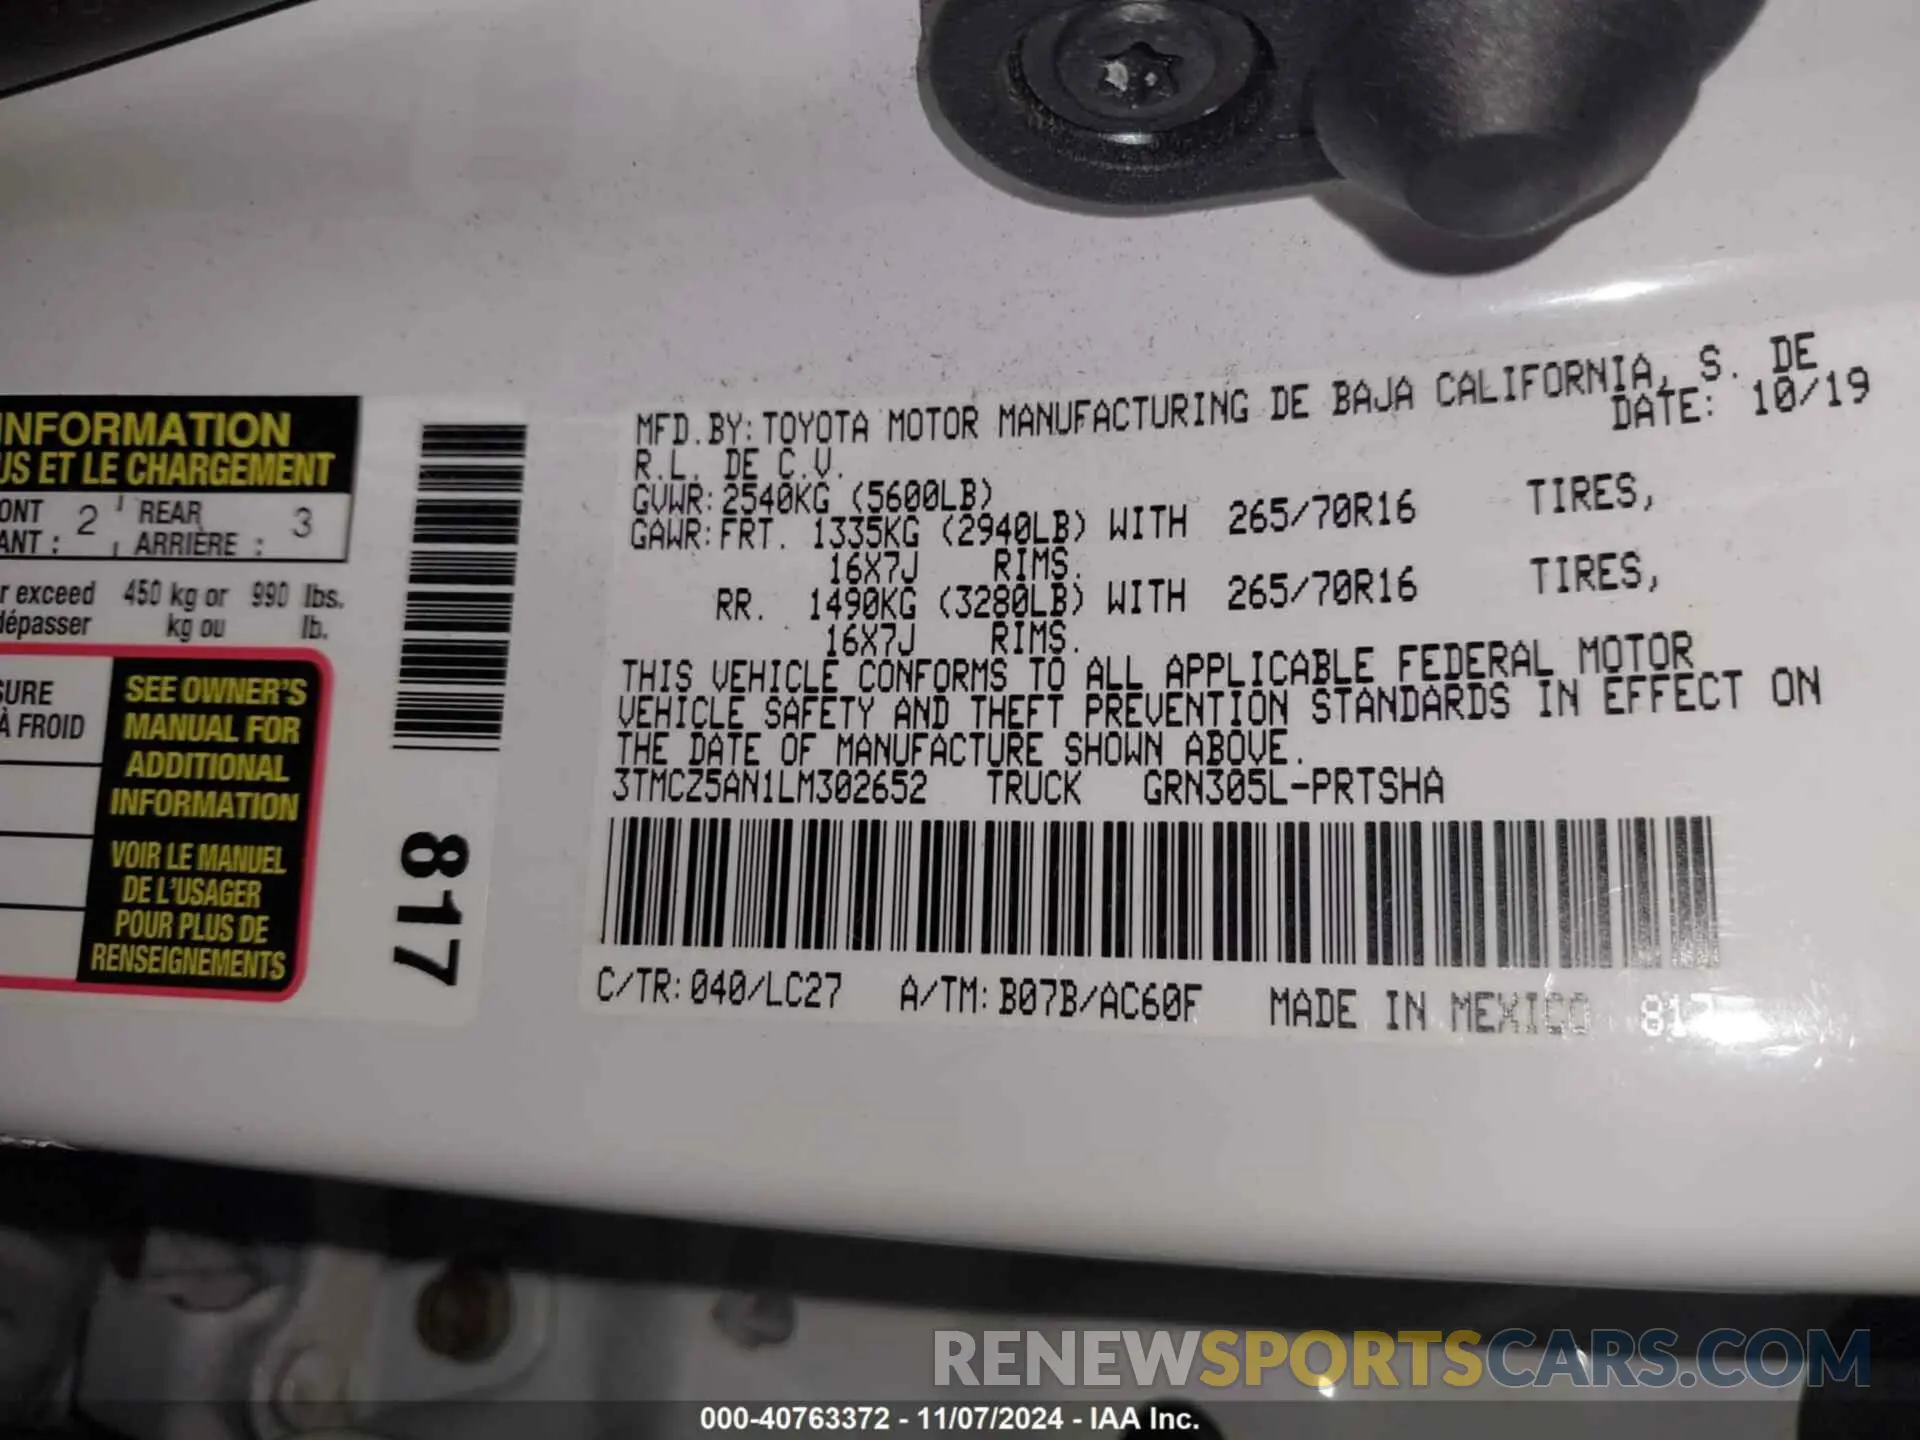 INFORMATION
US ET LE CHARGEMENT
ONT 2 REAR 3
ANT : ARRIÈRE :
r exceed 450 kg or 990 lbs.
dépasser kg ou lb.
SURE
À FROID
SEE OWNER'S
MANUAL FOR
ADDITIONAL
INFORMATION
VOIR LE MANUEL
DE L'USAGER
POUR PLUS DE
RENSEIGNEMENTS
817
MFD.BY:TOYOTA MOTOR MANUFACTURING DE BAJA CALIFORNIA, S. DE
R.L. DE C.V. DATE: 10/19
GVWR:2540KG (5600LB)
GAWR:FRT. 1335KG (2940LB) WITH 265/70R16 TIRES,
16X7J RIMS.
RR. 1490KG (3280LB) WITH 265/70R16 TIRES,
16X7J RIMS.
THIS VEHICLE CONFORMS TO ALL APPLICABLE FEDERAL MOTOR
VEHICLE SAFETY AND THEFT PREVENTION STANDARDS IN EFFECT ON
THE DATE OF MANUFACTURE SHOWN ABOVE.
3TMCZ5AN1LM302652 TRUCK GRN305L-PRTSHA
C/TR:040/LC27 A/TM:B07B/AC60F MADE IN MEXICO 817
RENEWSPORTSCARS.COM
000-40763372 - 11/07/2024 - IAA Inc.